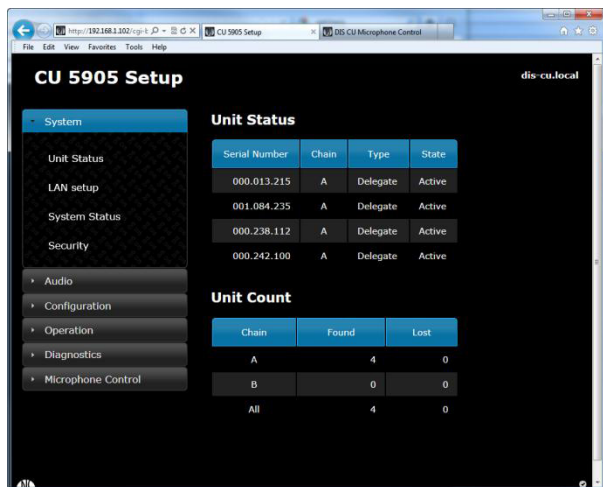 http://192.168.1.102/cgi-b
CU 5905 Setup
DIS CU Microphone Control
File Edit View Favorites Tools Help
CU 5905 Setup
dis-cu.local
System
Unit Status
LAN setup
System Status
Security
Audio
Configuration
Operation
Diagnostics
Microphone Control
Unit Status
Serial Number Chain Type State
000.013.215 A Delegate Active
001.084.235 A Delegate Active
000.238.112 A Delegate Active
000.242.100 A Delegate Active
Unit Count
Chain Found Lost
A 4 0
B 0 0
All 4 0